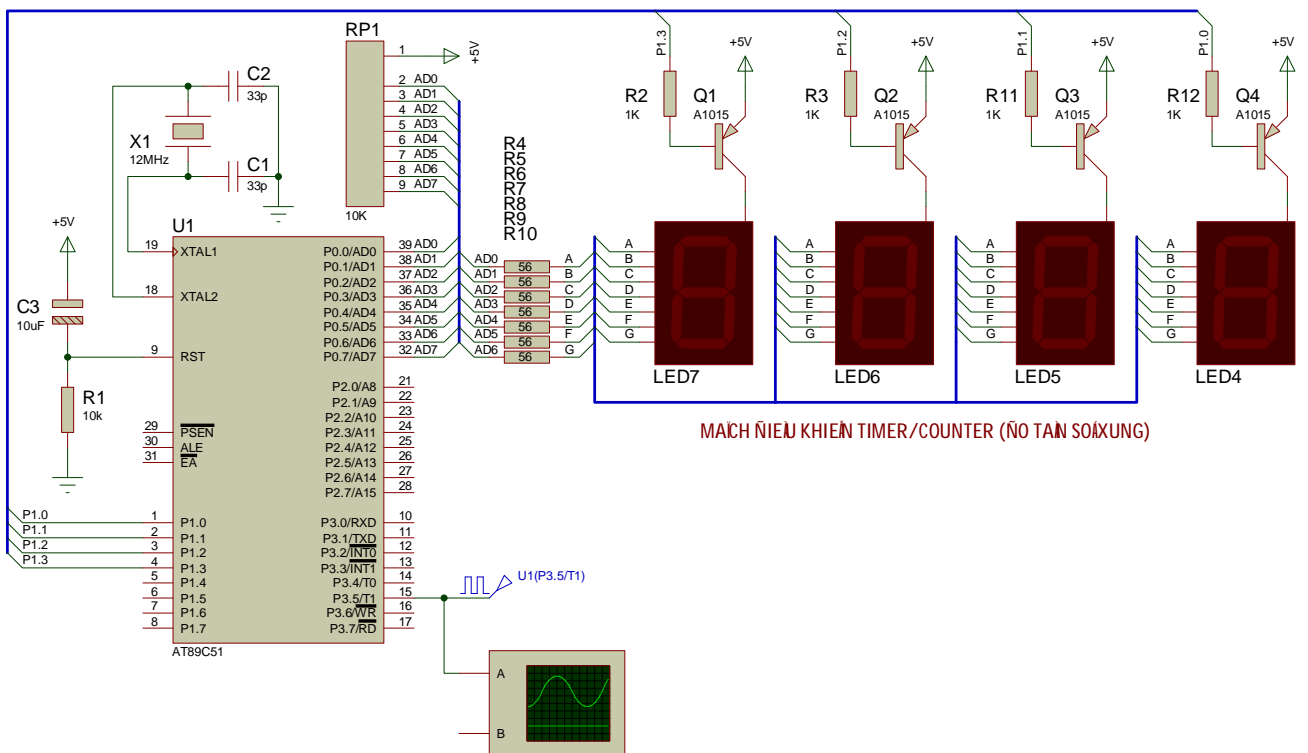 RP1
1
+5V
2 AD0
3 AD1
4 AD2
5 AD3
6 AD4
7 AD5
8 AD6
9 AD7
10K
C2
33p
X1
12MHz
C1
33p
+5V
C3
10uF
R1
10k
U1
19 XTAL1
18 XTAL2
9 RST
29 PSEN
30 ALE
31 EA
P1.0 1 P1.0
P1.1 2 P1.1
P1.2 3 P1.2
P1.3 4 P1.3
5 P1.4
6 P1.5
7 P1.6
8 P1.7
P0.0/AD0 39 AD0
P0.1/AD1 38 AD1
P0.2/AD2 37 AD2
P0.3/AD3 36 AD3
P0.4/AD4 35 AD4
P0.5/AD5 34 AD5
P0.6/AD6 33 AD6
P0.7/AD7 32 AD7
P2.0/A8 21
P2.1/A9 22
P2.2/A10 23
P2.3/A11 24
P2.4/A12 25
P2.5/A13 26
P2.6/A14 27
P2.7/A15 28
P3.0/RXD 10
P3.1/TXD 11
P3.2/INT0 12
P3.3/INT1 13
P3.4/T0 14
P3.5/T1 15
P3.6/WR 16
P3.7/RD 17
AT89C51
U1(P3.5/T1)
A
B
R4
R5
R6
R7
R8
R9
R10
AD0 56 A
AD1 56 B
AD2 56 C
AD3 56 D
AD4 56 E
AD5 56 F
AD6 56 G
P1.3
R2
1K
Q1
A1015
+5V
A
B
C
D
E
F
G
LED7
P1.2
R3
1K
Q2
A1015
+5V
A
B
C
D
E
F
G
LED6
P1.1
R11
1K
Q3
A1015
+5V
A
B
C
D
E
F
G
LED5
P1.0
R12
1K
Q4
A1015
+5V
A
B
C
D
E
F
G
LED4
TIMER/COUNTER